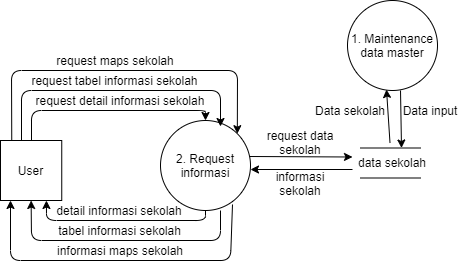 1. Maintenance
data master
request maps sekolah
request tabel informasi sekolah
request detail informasi sekolah
Data sekolah
Data input
request data
sekolah
2. Request
informasi
User
data sekolah
informasi
sekolah
detail informasi sekolah
tabel informasi sekolah
informasi maps sekolah